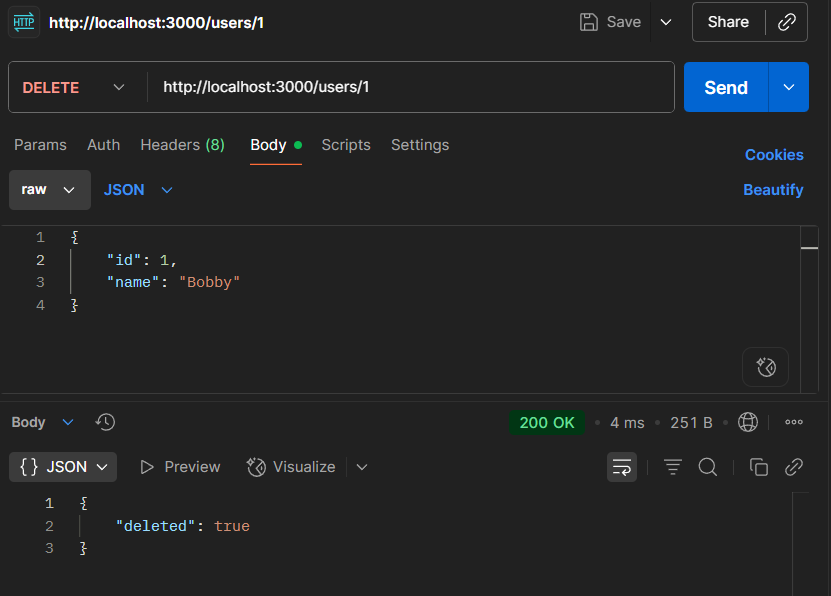 HTTP http://localhost:3000/users/1 Save Share
DELETE http://localhost:3000/users/1 Send
Params Auth Headers (8) Body Scripts Settings Cookies
raw JSON Beautify
1 {
2 "id": 1,
3 "name": "Bobby"
4 }
Body 200 OK • 4 ms • 251 B •
{} JSON Preview Visualize
1 {
2 "deleted": true
3 }